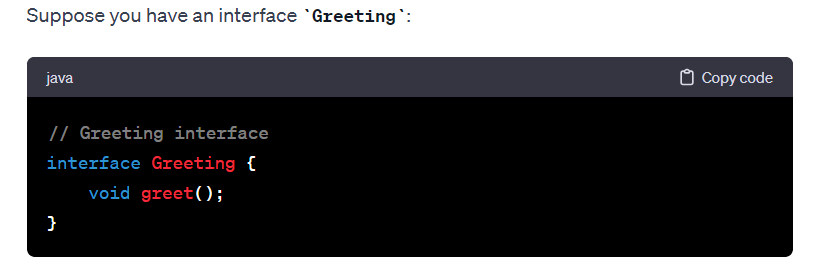 Suppose you have an interface `Greeting`:
java
Copy code
// Greeting interface
interface Greeting {
    void greet();
}